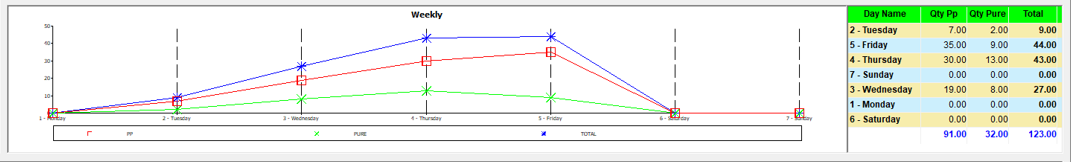 Weekly
50
40
30
20
10
1 - Monday 2 - Tuesday 3 - Wednesday 4 - Thursday 5 - Friday 6 - Saturday 7 - Sunday
PP PURE TOTAL
Day Name Qty Pp Qty Pure Total
2 - Tuesday 7.00 2.00 9.00
5 - Friday 35.00 9.00 44.00
4 - Thursday 30.00 13.00 43.00
7 - Sunday 0.00 0.00 0.00
3 - Wednesday 19.00 8.00 27.00
1 - Monday 0.00 0.00 0.00
6 - Saturday 0.00 0.00 0.00
91.00 32.00 123.00